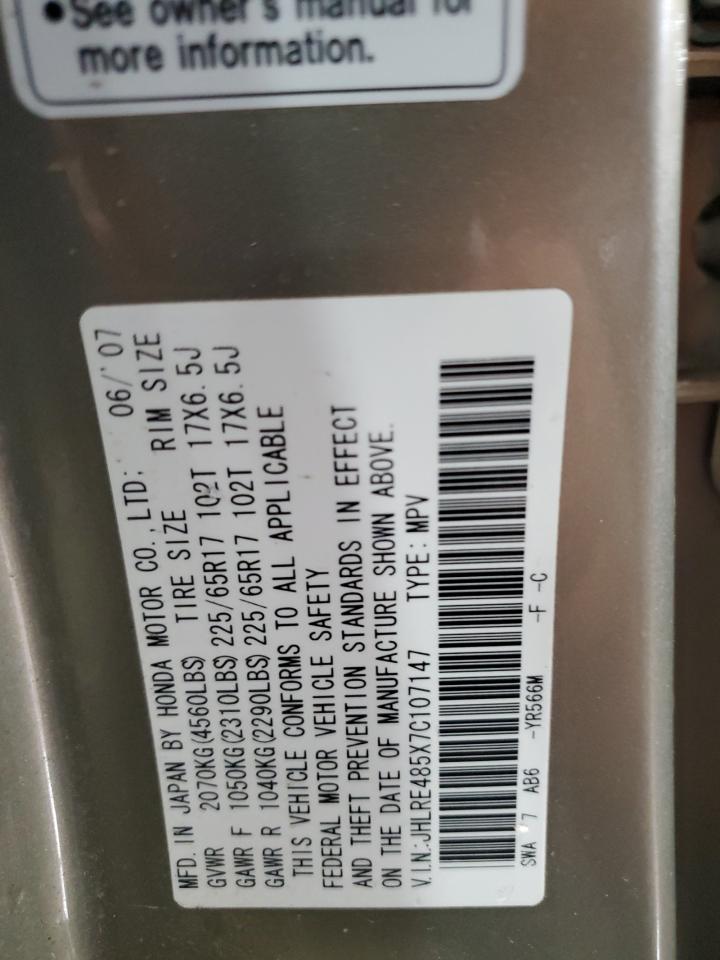 •See owner's manual for
more information.
MFD. IN JAPAN BY HONDA MOTOR CO., LTD; 06/'07
GVWR 2070KG(4560LBS) TIRE SIZE RIM SIZE
GAWR F 1050KG(2310LBS) 225/65R17 102T 17X6.5J
GAWR R 1040KG(2290LBS) 225/65R17 102T 17X6.5J
THIS VEHICLE CONFORMS TO ALL APPLICABLE
FEDERAL MOTOR VEHICLE SAFETY
AND THEFT PREVENTION STANDARDS IN EFFECT
ON THE DATE OF MANUFACTURE SHOWN ABOVE.
V.I.N:JHLRE485X7C107147 TYPE: MPV
SWA 7 AB6 -YR566M -F -C